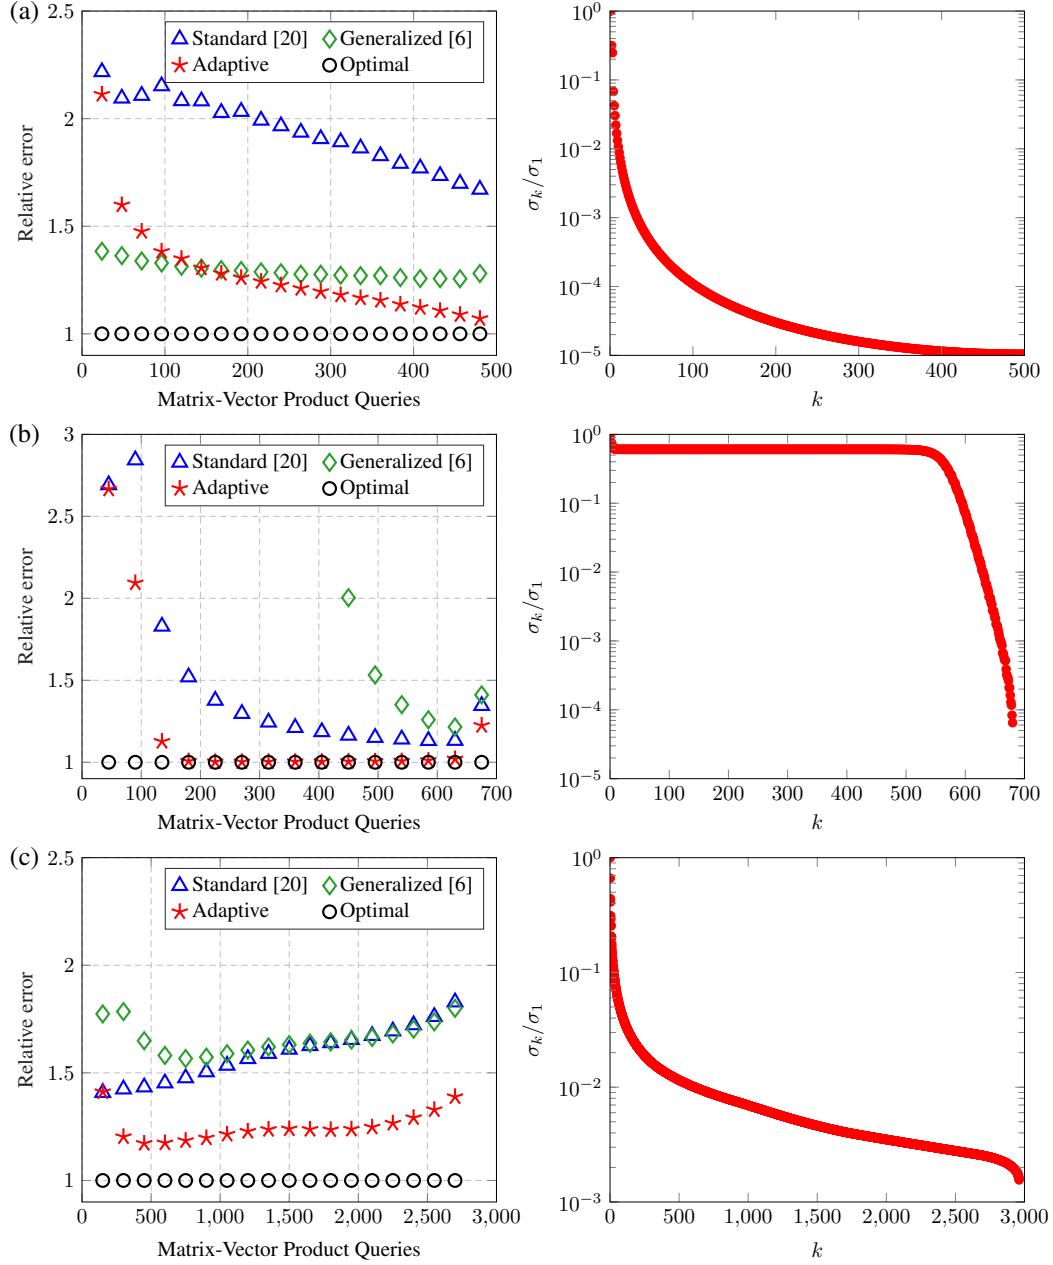 (a)
2.5
2
1.5
1
Relative error
Standard [20]
Generalized [6]
Adaptive
Optimal
0
100
200
300
400
500
Matrix-Vector Product Queries
10^0
10^-1
10^-2
10^-3
10^-4
10^-5
σ_k/σ_1
0
100
200
300
400
500
k
(b)
3
2.5
2
1.5
1
Relative error
Standard [20]
Generalized [6]
Adaptive
Optimal
0
100
200
300
400
500
600
700
Matrix-Vector Product Queries
10^0
10^-1
10^-2
10^-3
10^-4
10^-5
σ_k/σ_1
0
100
200
300
400
500
600
700
k
(c)
2.5
2
1.5
1
Relative error
Standard [20]
Generalized [6]
Adaptive
Optimal
0
500
1,000
1,500
2,000
2,500
3,000
Matrix-Vector Product Queries
10^0
10^-1
10^-2
10^-3
σ_k/σ_1
0
500
1,000
1,500
2,000
2,500
3,000
k